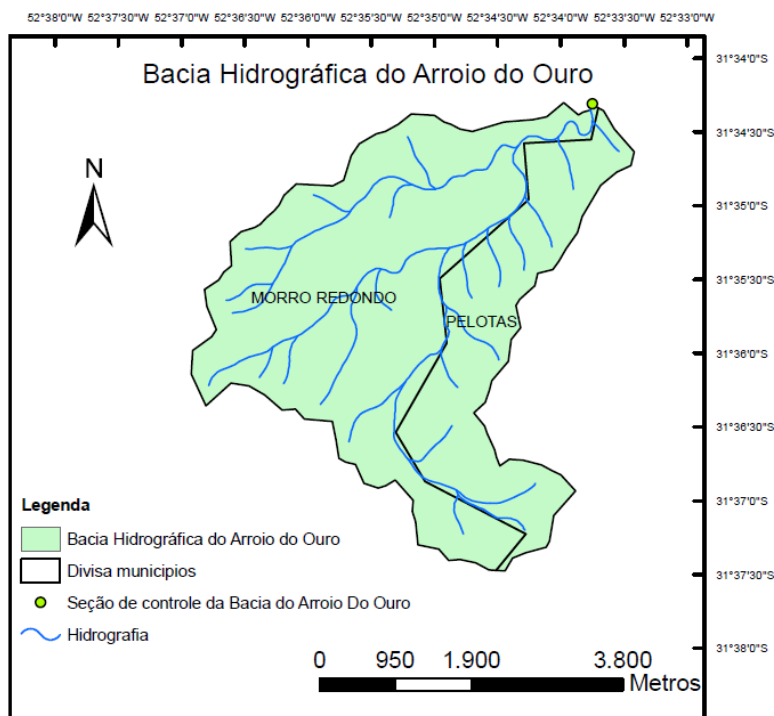 52°38'0"W 52°37'30"W 52°37'0"W 52°36'30"W 52°36'0"W 52°35'30"W 52°35'0"W 52°34'30"W 52°34'0"W 52°33'30"W 52°33'0"W
Bacia Hidrográfica do Arroio do Ouro
31°34'0"S
31°34'30"S
N
31°35'0"S
31°35'30"S
MORRO REDONDO
PELOTAS
31°36'0"S
31°36'30"S
31°37'0"S
31°37'30"S
31°38'0"S
Legenda
Bacia Hidrográfica do Arroio do Ouro
Divisa municipios
Seção de controle da Bacia do Arroio Do Ouro
Hidrografia
0 950 1.900 3.800
Metros